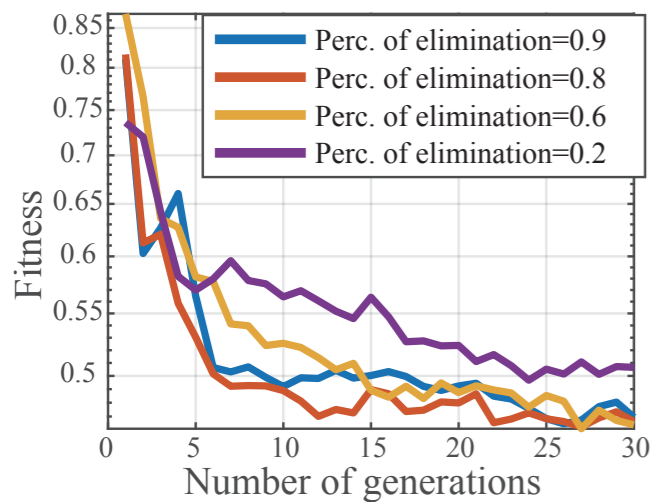 0.85
0.8
0.75
0.7
0.65
0.6
0.55
0.5
Fitness
Perc. of elimination=0.9
Perc. of elimination=0.8
Perc. of elimination=0.6
Perc. of elimination=0.2
0 5 10 15 20 25 30
Number of generations